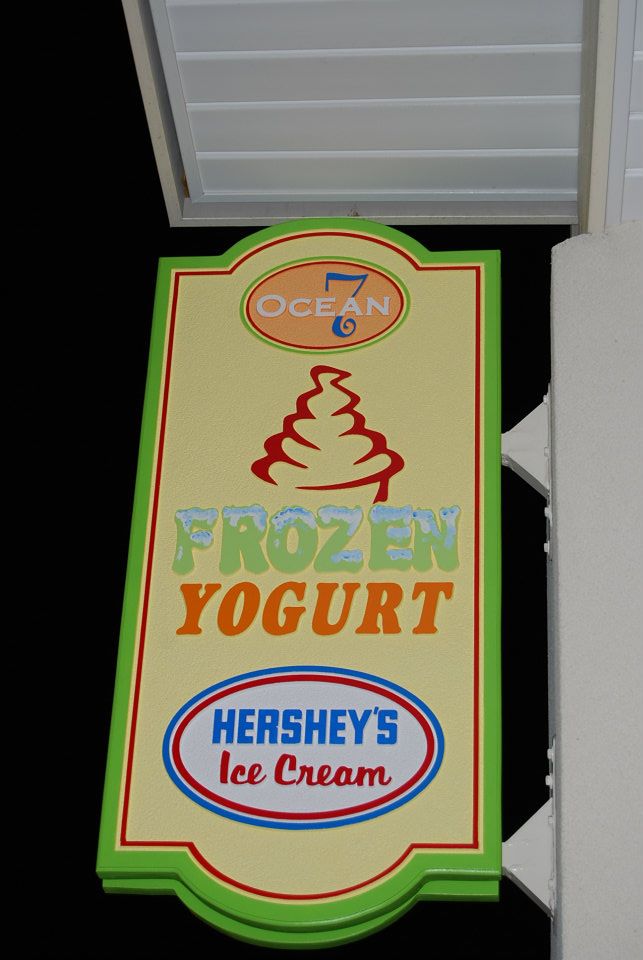 OCEAN 7
FROZEN
YOGURT
HERSHEY'S
Ice Cream